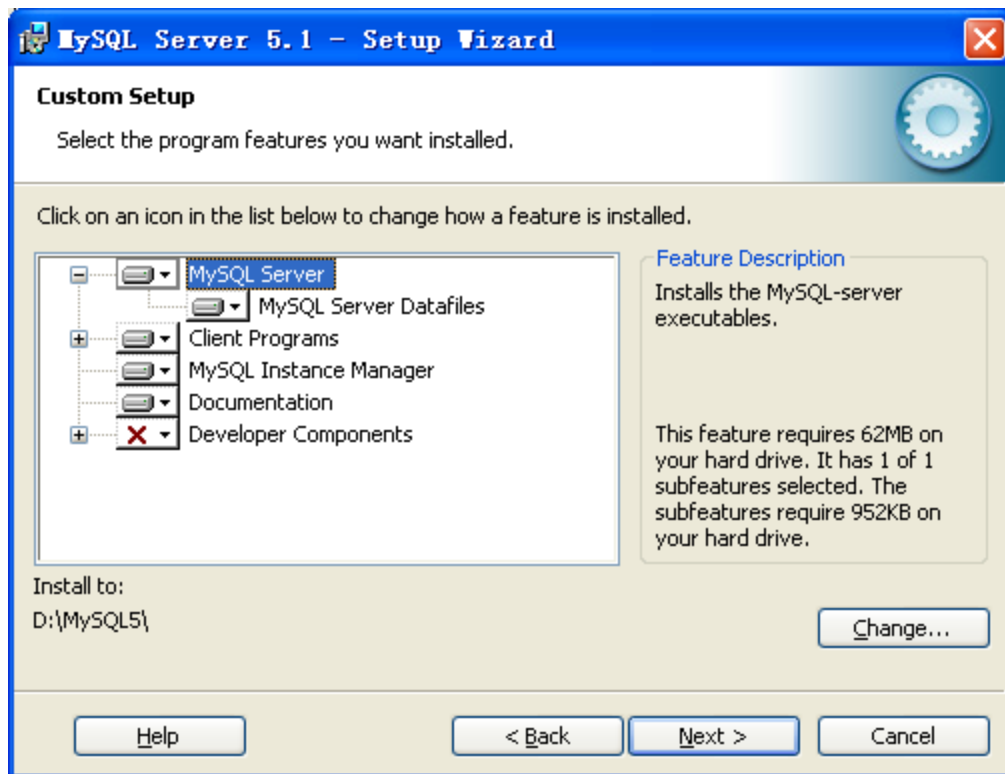 MySQL Server 5.1 - Setup Wizard
Custom Setup
Select the program features you want installed.
Click on an icon in the list below to change how a feature is installed.
MySQL Server
MySQL Server Datafiles
Client Programs
MySQL Instance Manager
Documentation
Developer Components
Feature Description
Installs the MySQL-server
executables.
This feature requires 62MB on
your hard drive. It has 1 of 1
subfeatures selected. The
subfeatures require 952KB on
your hard drive.
Install to:
D:\MySQL5\
Change...
Help
< Back
Next >
Cancel